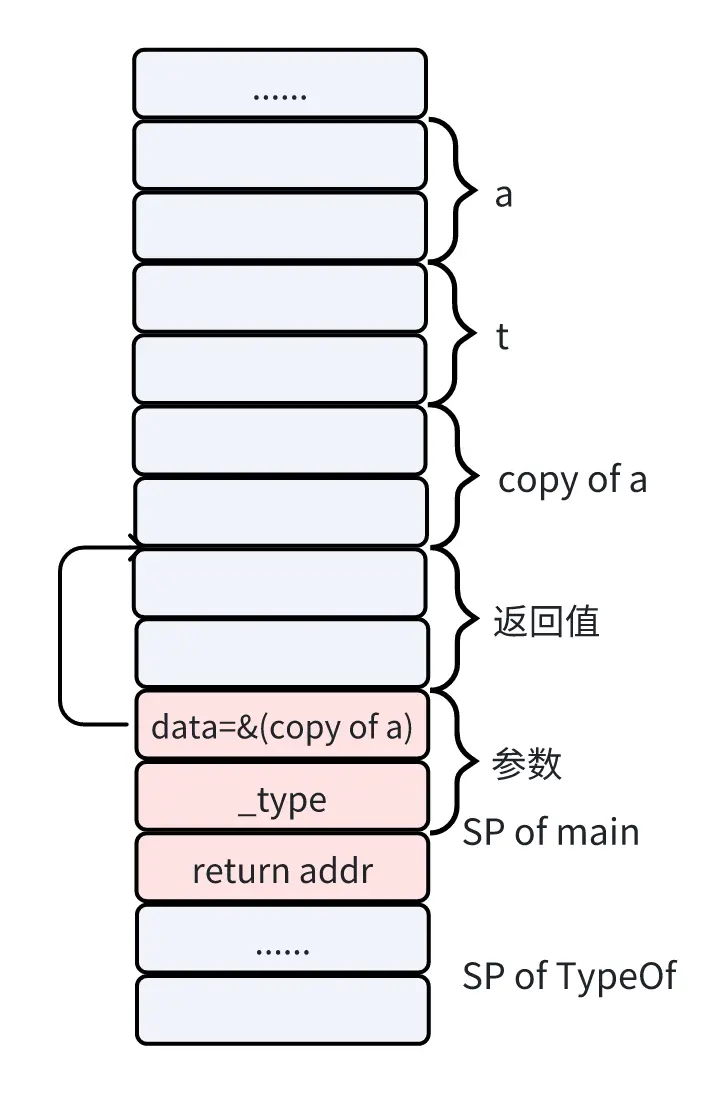 ......
a
t
copy of a
返回值
data=&(copy of a)
参数
_type
SP of main
return addr
......
SP of TypeOf